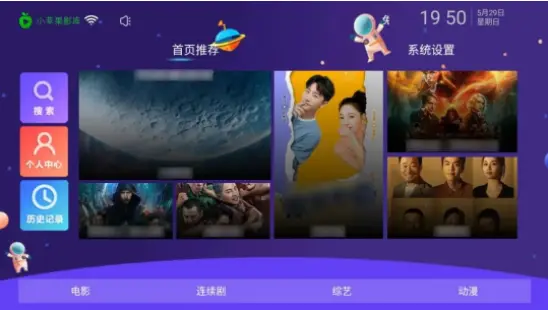 小苹果影库
19 50
5月29日
星期日
首页推荐
系统设置
搜索
个人中心
历史记录
电影
连续剧
综艺
动漫